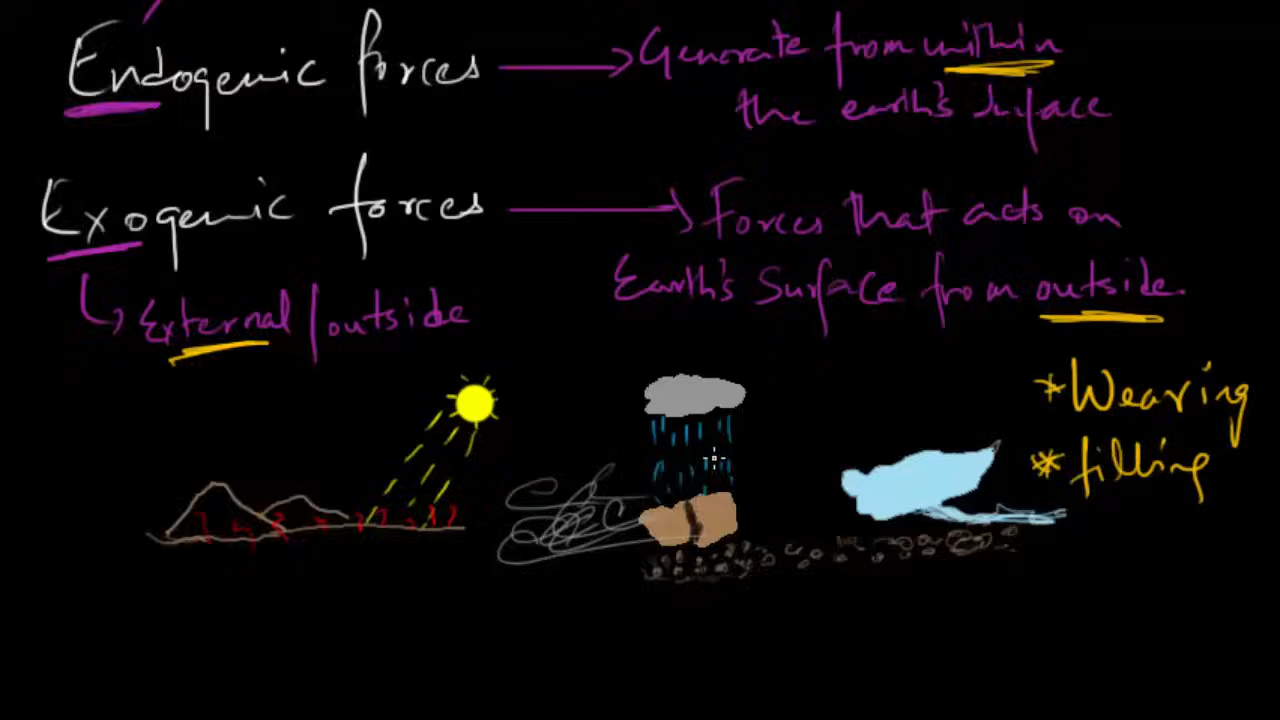 Endogenic forces → Generate from within
the earth's surface
Exogenic forces → Forces that acts on
Earth's Surface from outside.
↳ External / outside
* Wearing
* filling